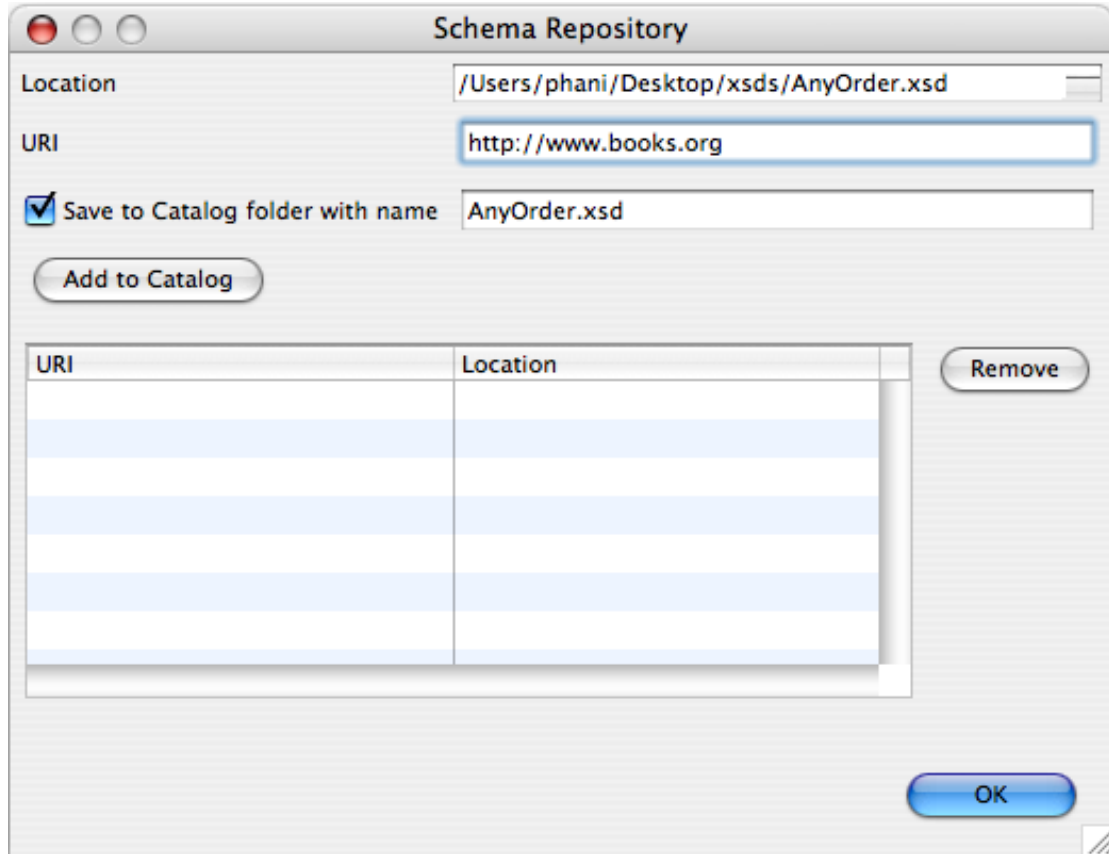 Schema Repository
Location /Users/phani/Desktop/xsds/AnyOrder.xsd
URI http://www.books.org
Save to Catalog folder with name AnyOrder.xsd
Add to Catalog
URI Location
Remove
OK